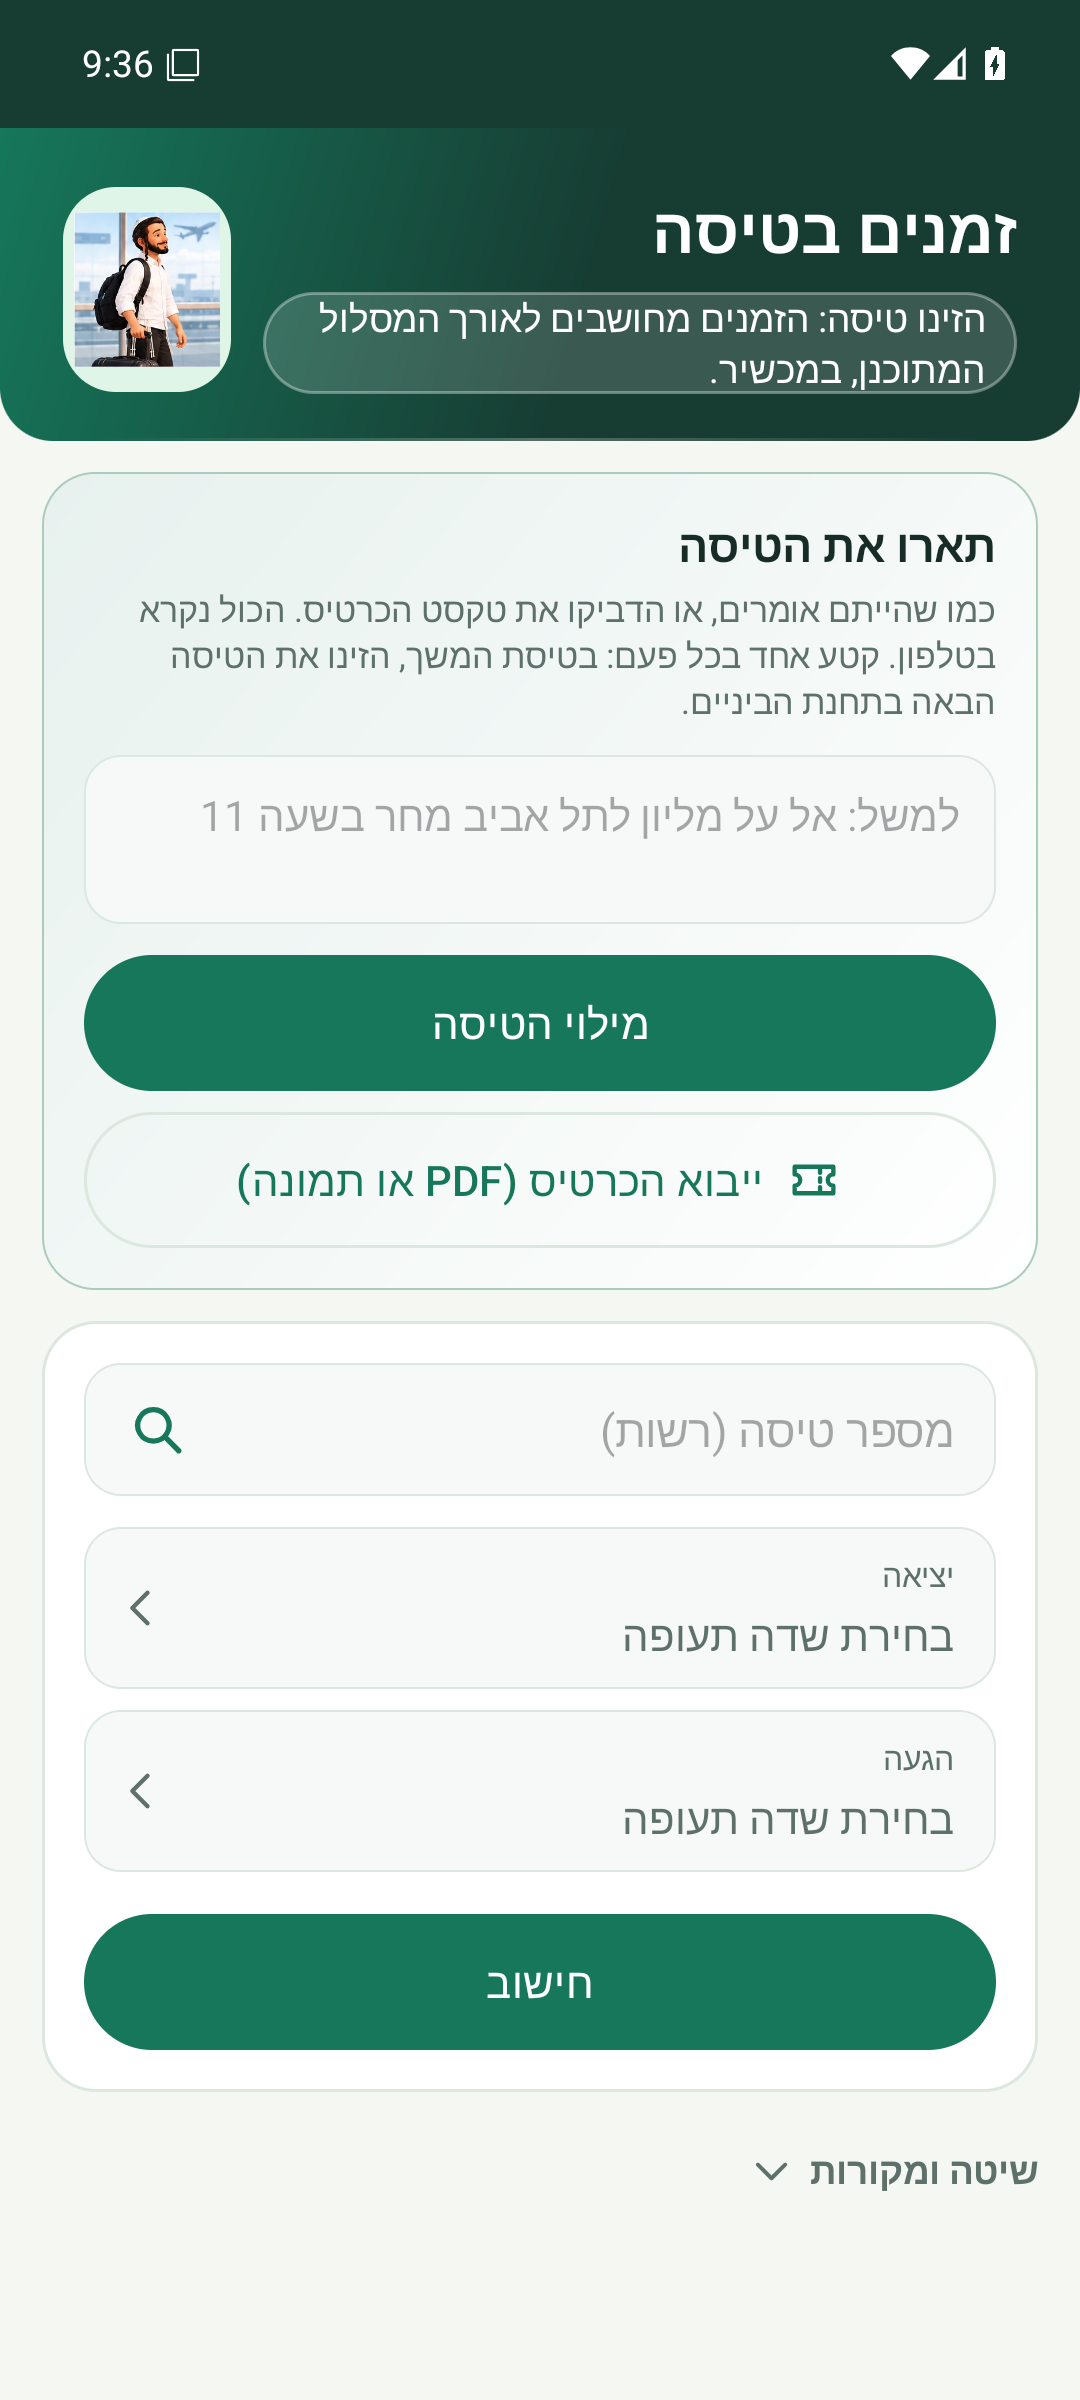 9:36
זמנים בטיסה
הזינו טיסה: הזמנים מחושבים לאורך המסלול
המתוכנן, במכשיר.
תארו את הטיסה
כמו שהייתם אומרים, או הדביקו את טקסט הכרטיס. הכול נקרא
בטלפון. קטע אחד בכל פעם: בטיסת המשך, הזינו את הטיסה
הבאה בתחנת הביניים.
למשל: אל על מליון לתל אביב מחר בשעה 11
מילוי הטיסה
ייבוא הכרטיס (PDF או תמונה)
מספר טיסה (רשות)
יציאה
בחירת שדה תעופה
הגעה
בחירת שדה תעופה
חישוב
שיטה ומקורות